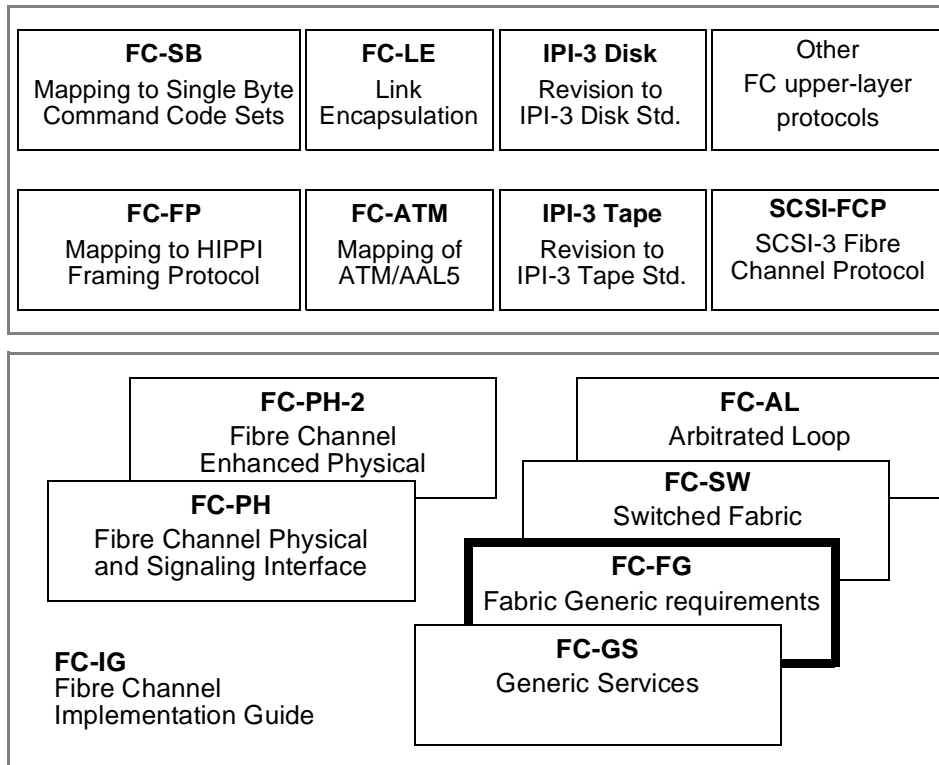 FC-SB
Mapping to Single Byte
Command Code Sets
FC-LE
Link
Encapsulation
IPI-3 Disk
Revision to
IPI-3 Disk Std.
Other
FC upper-layer
protocols
FC-FP
Mapping to HIPPI
Framing Protocol
FC-ATM
Mapping of
ATM/AAL5
IPI-3 Tape
Revision to
IPI-3 Tape Std.
SCSI-FCP
SCSI-3 Fibre
Channel Protocol
FC-PH-2
Fibre Channel
Enhanced Physical
FC-AL
Arbitrated Loop
FC-PH
Fibre Channel Physical
and Signaling Interface
FC-SW
Switched Fabric
FC-FG
Fabric Generic requirements
FC-GS
Generic Services
FC-IG
Fibre Channel
Implementation Guide